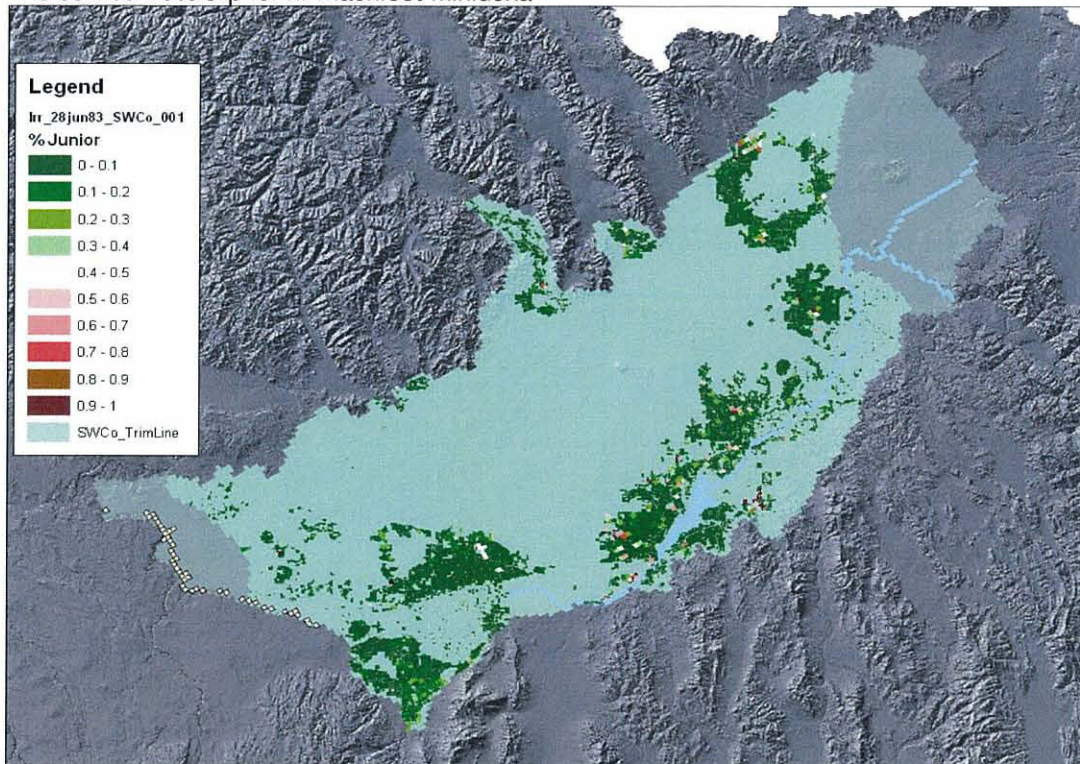 Legend
Irr_28jun83_SWCo_001
% Junior
0 - 0.1
0.1 - 0.2
0.2 - 0.3
0.3 - 0.4
0.4 - 0.5
0.5 - 0.6
0.6 - 0.7
0.7 - 0.8
0.8 - 0.9
0.9 - 1
SWCo_TrimLine